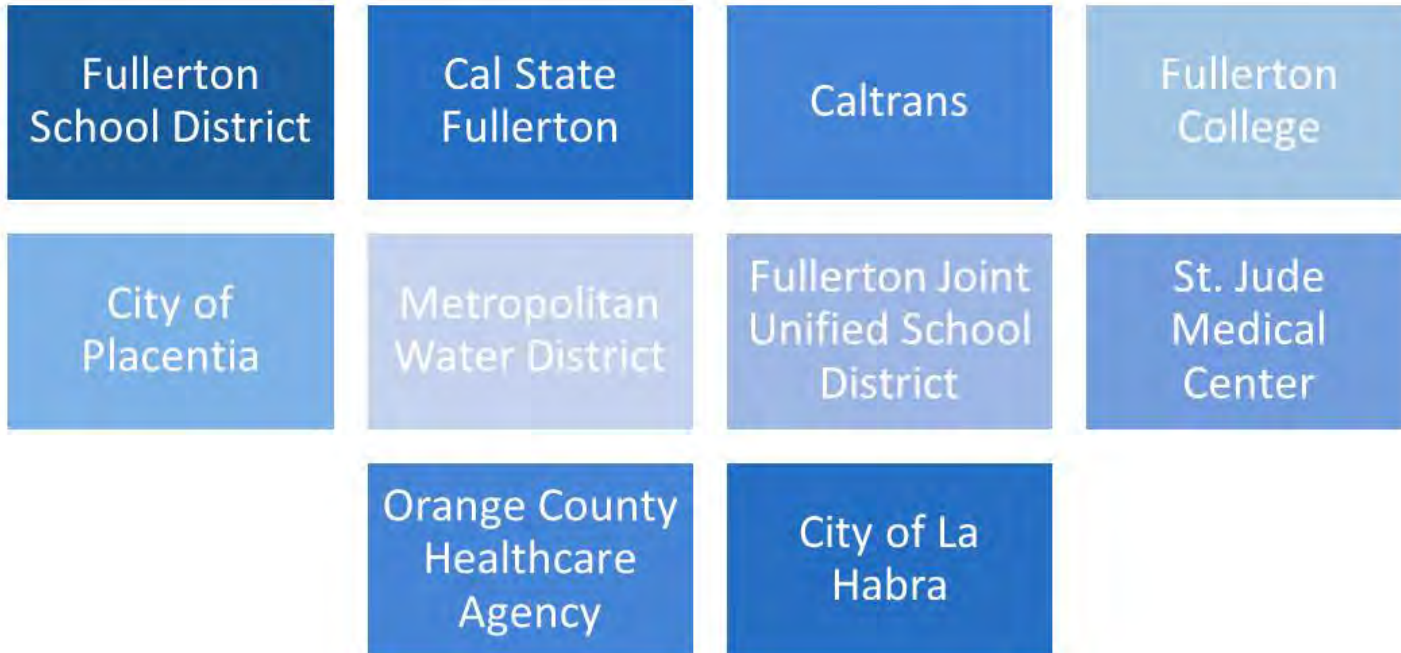 Fullerton
School District
Cal State
Fullerton
Caltrans
Fullerton
College
City of
Placentia
Metropolitan
Water District
Fullerton Joint
Unified School
District
St. Jude
Medical
Center
Orange County
Healthcare
Agency
City of La
Habra